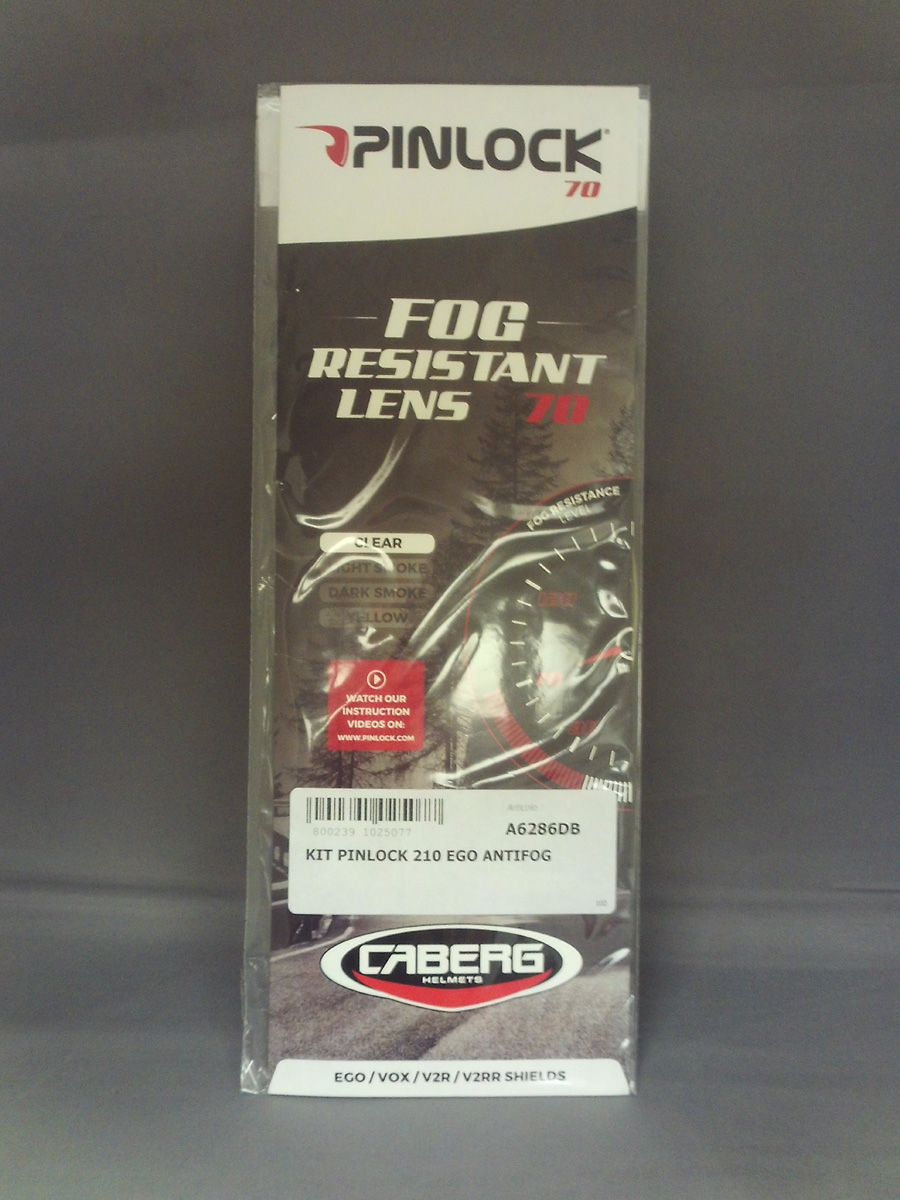 PINLOCK®
70
FOG
RESISTANT
LENS 70
FOG RESISTANCE
LEVEL
CLEAR
LIGHT SMOKE
DARK SMOKE
YELLOW
WATCH OUR
INSTRUCTION
VIDEOS ON:
WWW.PINLOCK.COM
800239 1025077
A6286DB
KIT PINLOCK 210 EGO ANTIFOG
CABERG
HELMETS
EGO / VOX / V2R / V2RR SHIELDS